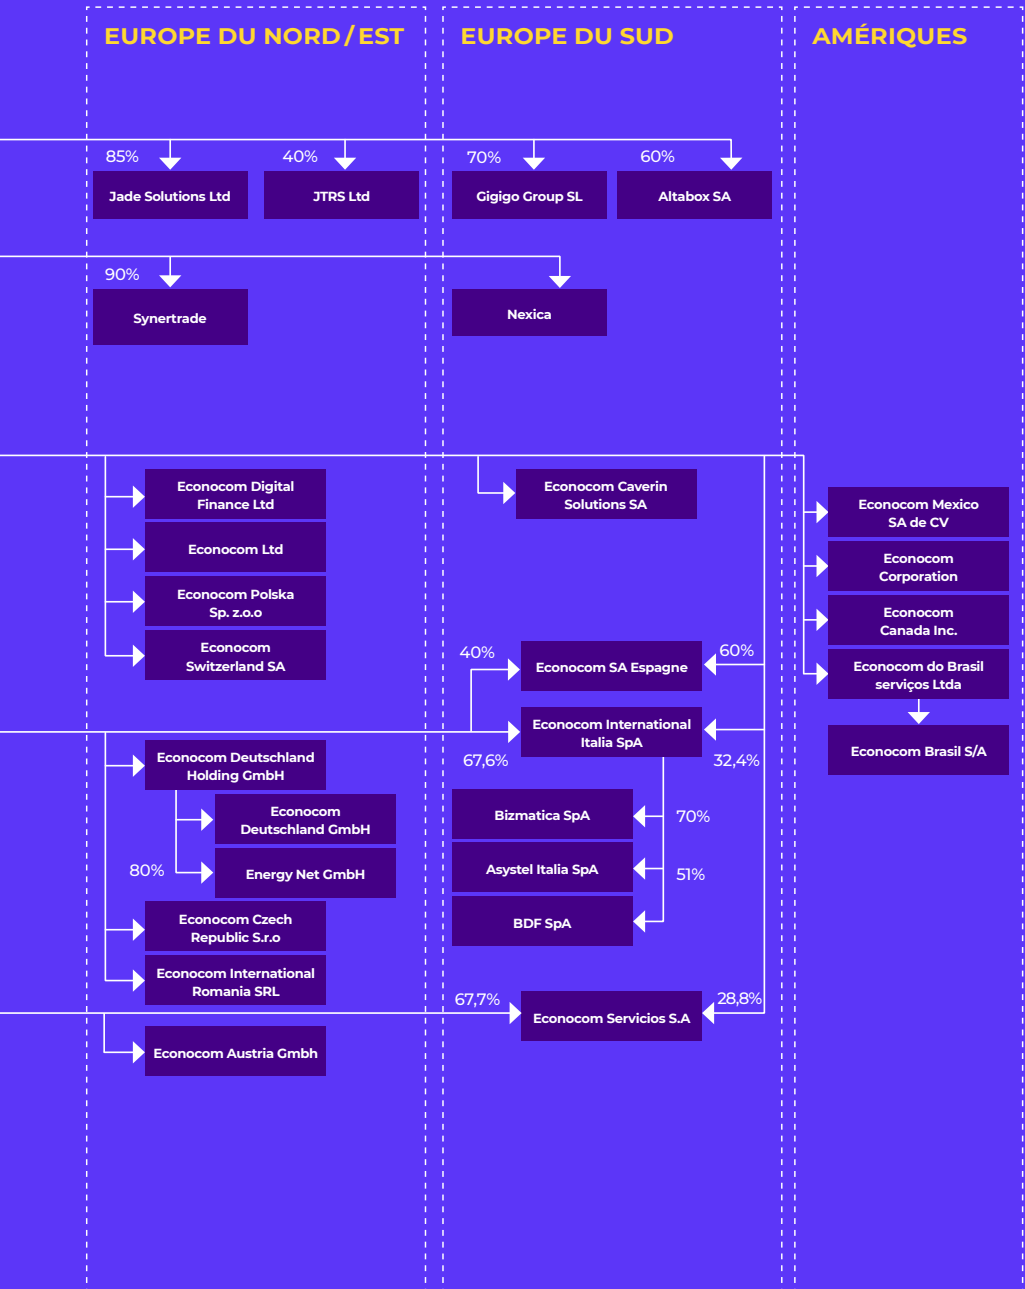 EUROPE DU NORD/EST
EUROPE DU SUD
AMÉRIQUES
85%
40%
70%
60%
Jade Solutions Ltd
JTRS Ltd
Gigigo Group SL
Altabox SA
90%
Synertrade
Nexica
Econocom Digital
Finance Ltd
Econocom Ltd
Econocom Polska
Sp. z.o.o
Econocom
Switzerland SA
Econocom Caverin
Solutions SA
Econocom Mexico
SA de CV
Econocom
Corporation
Econocom
Canada Inc.
Econocom do Brasil
serviços Ltda
Econocom Brasil S/A
40%
Econocom SA Espagne
60%
Econocom International
Italia SpA
67,6%
32,4%
Econocom Deutschland
Holding GmbH
Econocom
Deutschland GmbH
80%
Energy Net GmbH
Bizmatica SpA
70%
Asystel Italia SpA
51%
BDF SpA
Econocom Czech
Republic S.r.o
Econocom International
Romania SRL
67,7%
Econocom Servicios S.A
28,8%
Econocom Austria Gmbh